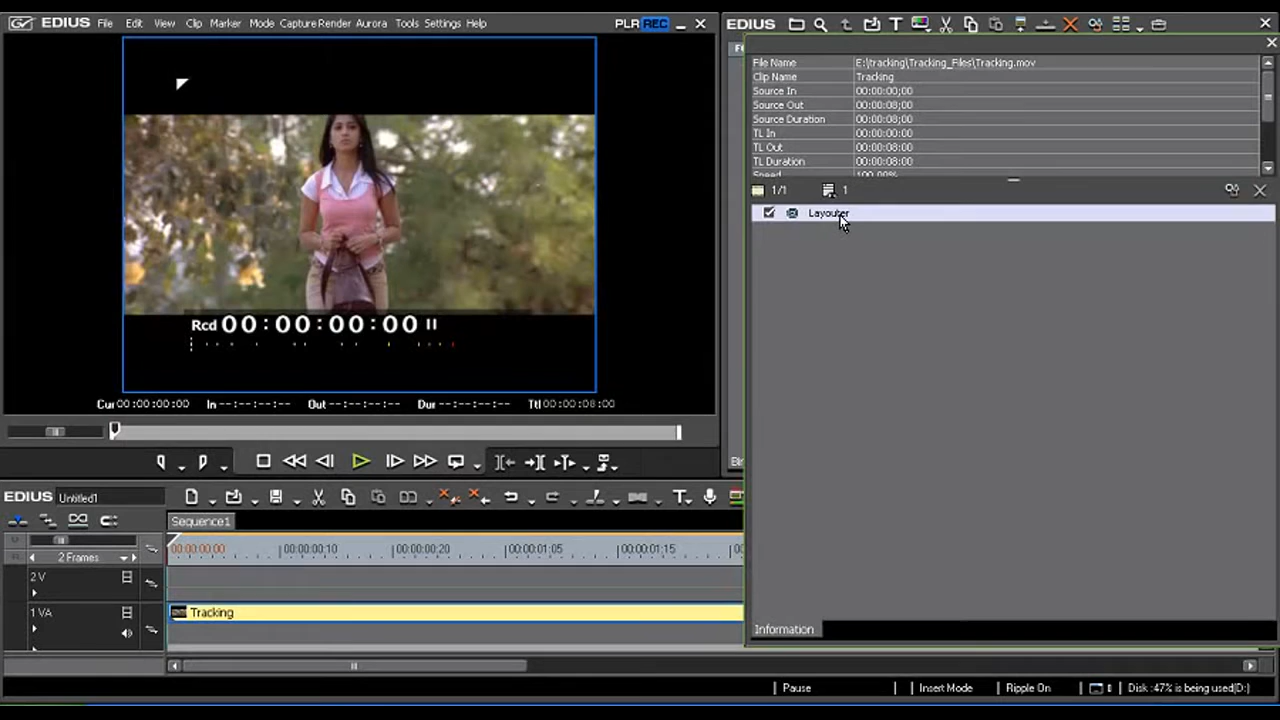 EDIUS File Edit View Clip Marker Mode Capture Render Aurora Tools Settings Help PLR REC
EDIUS
File Name E:\tracking\Tracking_Files\Tracking.mov
Clip Name Tracking
Source In 00:00:00;00
Source Out 00:00:08;00
Source Duration 00:00:08;00
TL In 00:00:00:00
TL Out 00:00:08:00
TL Duration 00:00:08:00
Speed 100.00%
1/1 1
Layouter
Rcd 00:00:00:00
Cur 00:00:00:00 In --:--:--:-- Out --:--:--:-- Dur --:--:--:-- Ttl 00:00:08:00
EDIUS Untitled1
Sequence1
2 Frames 00:00:00:00 00:00:00:10 00:00:00:20 00:00:01:05 00:00:01:15
2 V
1 VA Tracking
Information
Pause Insert Mode Ripple On 0 Disk :47% is being used(D:)